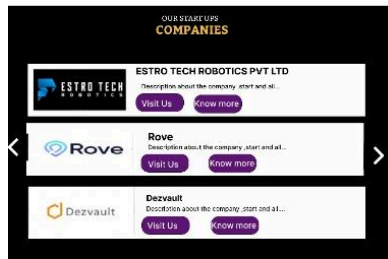 OUR START UPS
COMPANIES
ESTRO TECH
ROBOTICS
ESTRO TECH ROBOTICS PVT LTD
Description about the company ,start and all...
Visit Us
Know more
Rove
Rove
Description about the company ,start and all...
Visit Us
Know more
Dezvault
Dezvault
Description about the company ,start and all....
Visit Us
Know more